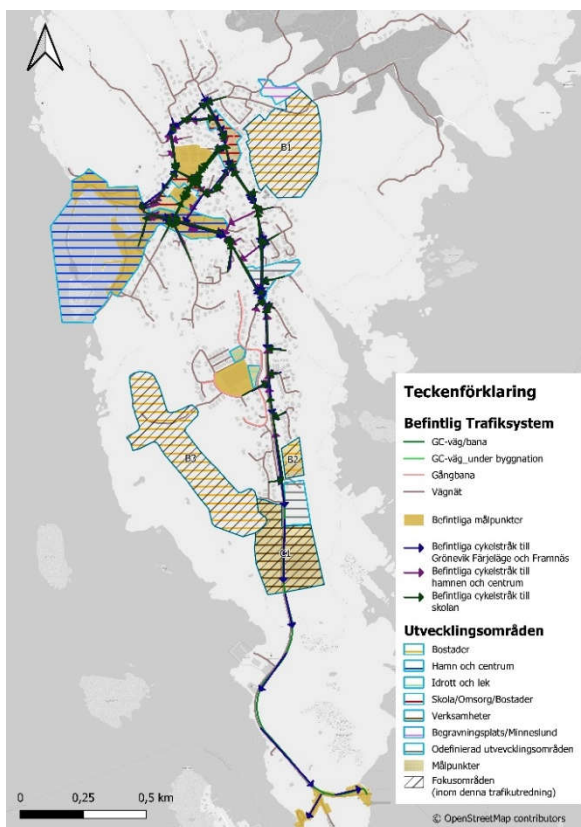 B1
B3
B2
C1
Teckenförklaring
Befintlig Trafiksystem
GC-väg/bana
GC-väg_under byggnation
Gångbana
Vägnät
Befintliga målpunkter
Befintliga cykelstråk till
Grönevik Färjeläge och Framnäs
Befintliga cykelstråk till
hamnen och centrum
Befintliga cykelstråk till
skolan
Utvecklingsområden
Bostader
Hamn och centrum
Idrott och lek
Skola/Omsorg/Bostader
Verksamheter
Begravningsplats/Minneslund
Odefinierad utvevcklingsområden
Målpunkter
Fokusområden
(inom denna trafikutredning)
0 0,25 0,5 km
© OpenStreetMap contributors